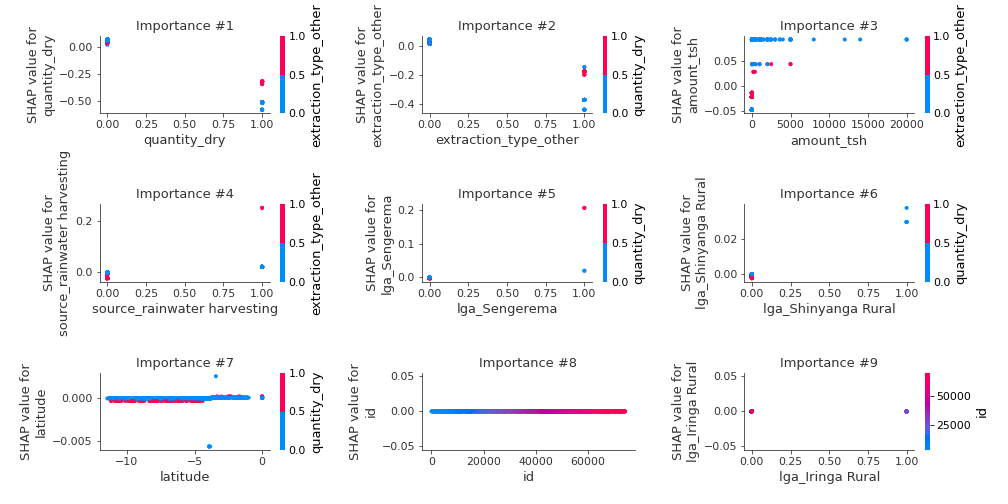 Importance #1
SHAP value for
quantity_dry
0.00
−0.25
−0.50
0.00 0.25 0.50 0.75 1.00
quantity_dry
1.0
0.5
0.0
extraction_type_other
Importance #2
SHAP value for
extraction_type_other
0.0
−0.2
−0.4
0.00 0.25 0.50 0.75 1.00
extraction_type_other
1.0
0.5
0.0
quantity_dry
Importance #3
SHAP value for
amount_tsh
0.05
0.00
−0.05
0 5000 10000 15000 20000
amount_tsh
1.0
0.5
0.0
extraction_type_other
Importance #4
SHAP value for
source_rainwater harvesting
0.2
0.0
0.00 0.25 0.50 0.75 1.00
source_rainwater harvesting
1.0
0.5
0.0
extraction_type_other
Importance #5
SHAP value for
lga_Sengerema
0.2
0.1
0.0
0.00 0.25 0.50 0.75 1.00
lga_Sengerema
1.0
0.5
0.0
quantity_dry
Importance #6
SHAP value for
lga_Shinyanga Rural
0.02
0.00
0.00 0.25 0.50 0.75 1.00
lga_Shinyanga Rural
1.0
0.5
0.0
quantity_dry
Importance #7
SHAP value for
latitude
0.000
−0.005
−10 −5 0
latitude
1.0
0.5
0.0
quantity_dry
Importance #8
SHAP value for
id
0.05
0.00
−0.05
0 20000 40000 60000
id
Importance #9
SHAP value for
lga_Iringa Rural
0.05
0.00
−0.05
0.00 0.25 0.50 0.75 1.00
lga_Iringa Rural
50000
25000
id